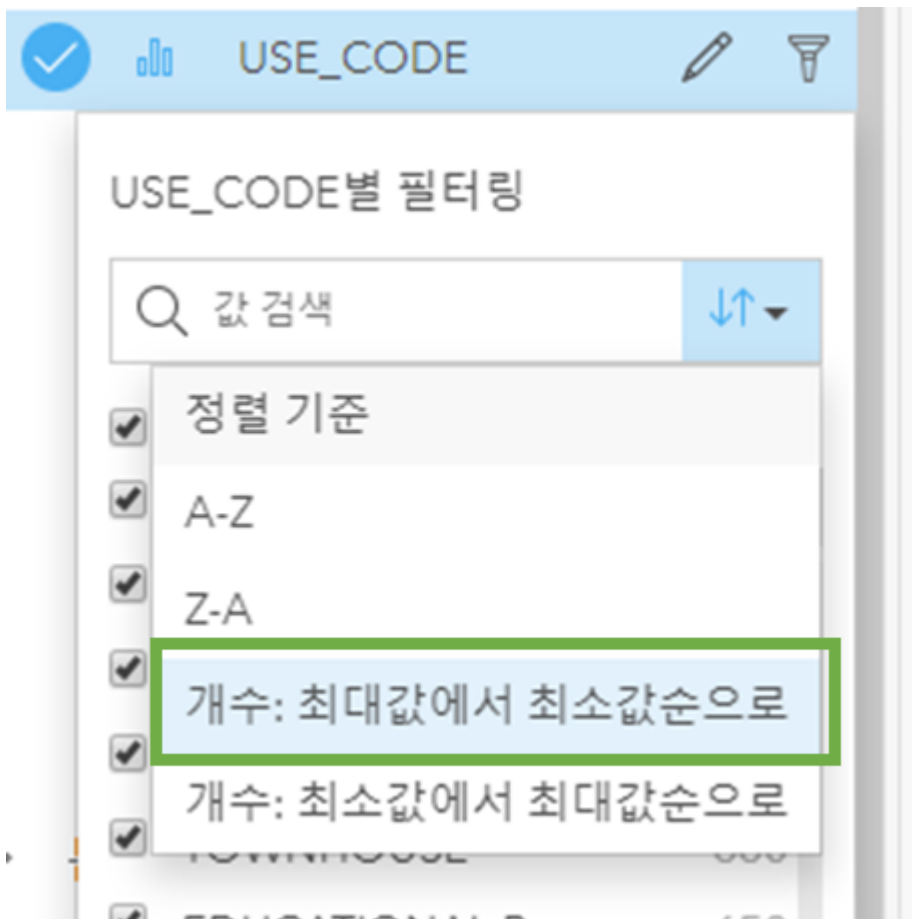 USE_CODE
USE_CODE별 필터링
값 검색
정렬 기준
A-Z
Z-A
개수: 최대값에서 최소값순으로
개수: 최소값에서 최대값순으로
TOWNHOUSE